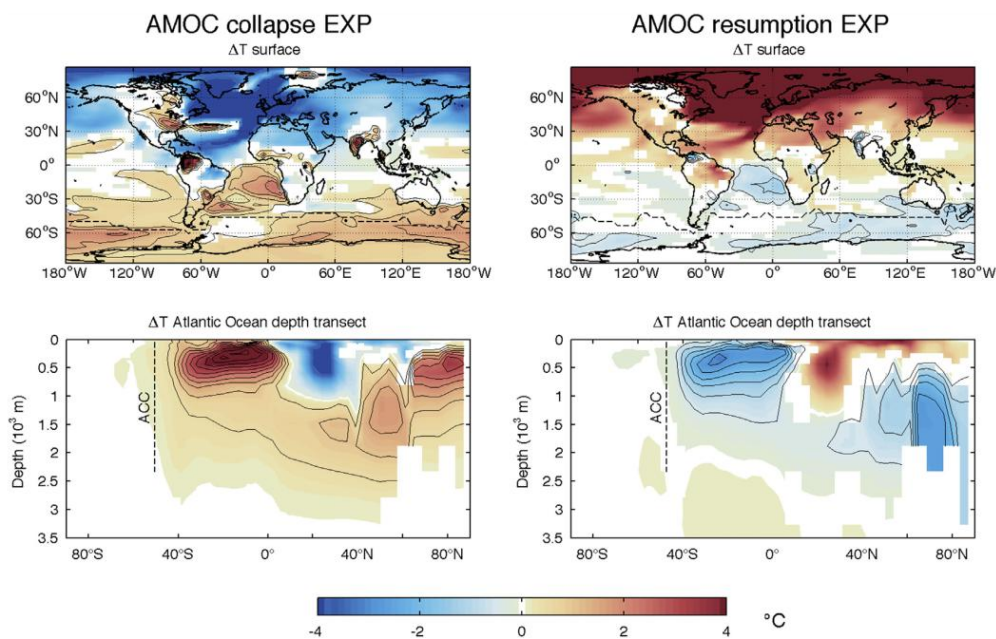 AMOC collapse EXP
ΔT surface
60°N
30°N
0°
30°S
60°S
180°W 120°W 60°W 0° 60°E 120°E 180°W
AMOC resumption EXP
ΔT surface
60°N
30°N
0°
30°S
60°S
180°W 120°W 60°W 0° 60°E 120°E 180°W
ΔT Atlantic Ocean depth transect
Depth (10³ m)
0
0.5
1
1.5
2
2.5
3
3.5
ACC
80°S 40°S 0° 40°N 80°N
ΔT Atlantic Ocean depth transect
Depth (10³ m)
0
0.5
1
1.5
2
2.5
3
3.5
ACC
80°S 40°S 0° 40°N 80°N
-4 -2 0 2 4 °C